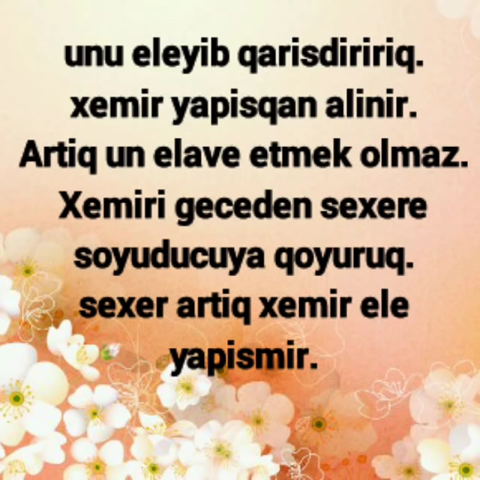 unu eleyib qarisdiririq.
xemir yapisqan alinir.
Artiq un elave etmek olmaz.
Xemiri geceden sexere
soyuducuya qoyuruq.
sexer artiq xemir ele
yapismir.